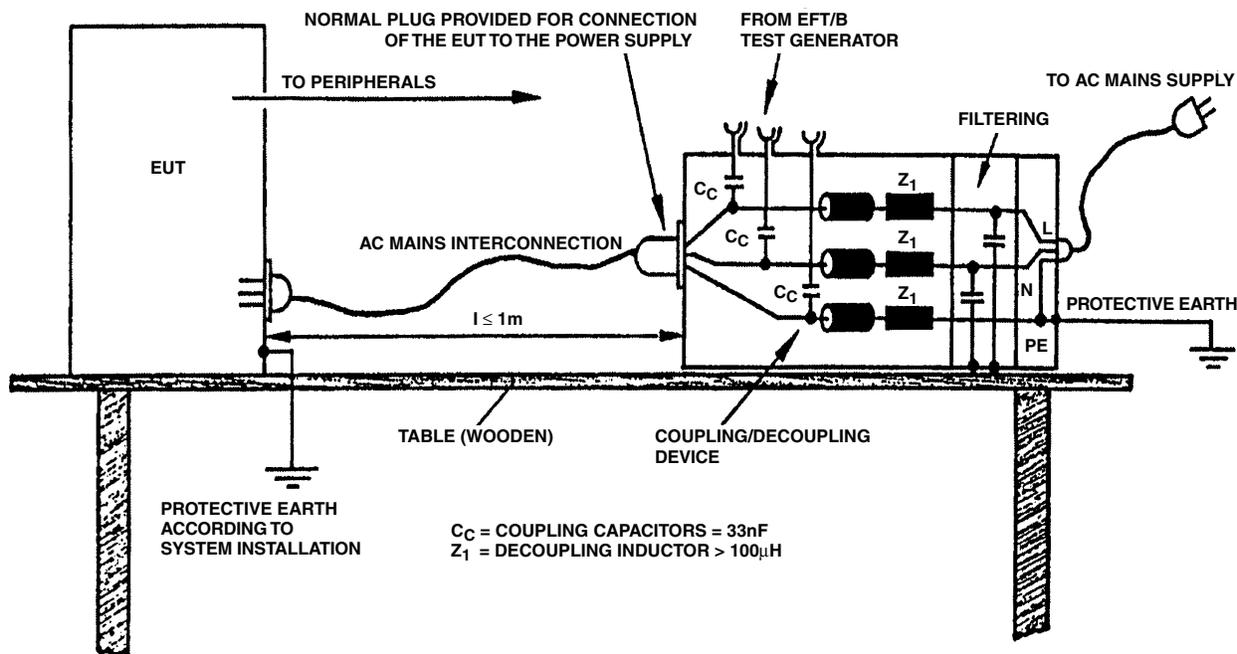 NORMAL PLUG PROVIDED FOR CONNECTION
OF THE EUT TO THE POWER SUPPLY
FROM EFT/B
TEST GENERATOR
TO AC MAINS SUPPLY
TO PERIPHERALS
FILTERING
EUT
CC
Z1
L
AC MAINS INTERCONNECTION
CC
Z1
CC
Z1
N
PROTECTIVE EARTH
l ≤ 1m
PE
TABLE (WOODEN)
COUPLING/DECOUPLING
DEVICE
PROTECTIVE EARTH
ACCORDING TO
SYSTEM INSTALLATION
CC = COUPLING CAPACITORS = 33nF
Z1 = DECOUPLING INDUCTOR > 100μH